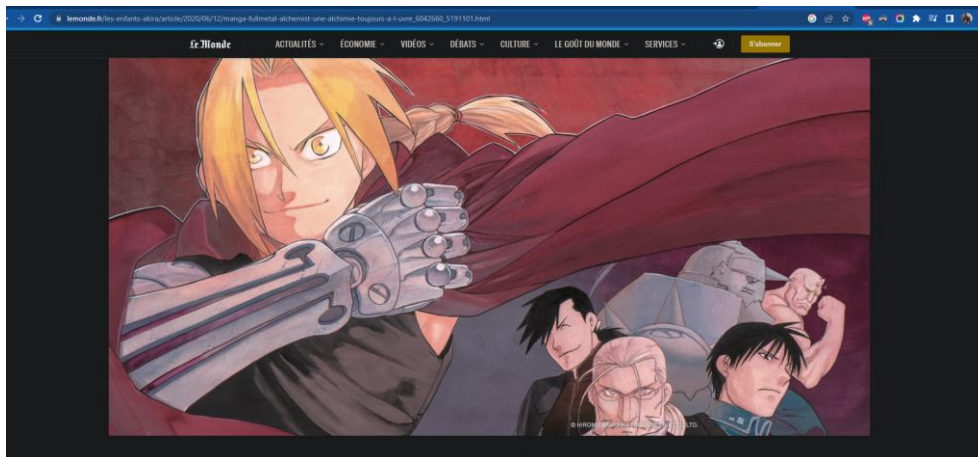 lemonde.fr/les-enfants-akira/article/2020/06/12/manga-fullmetal-alchemist-une-alchimie-toujours-a-l-uvre_6042660_5191101.html
Le Monde
ACTUALITÉS
ÉCONOMIE
VIDÉOS
DÉBATS
CULTURE
LE GOÛT DU MONDE
SERVICES
S'abonner
© LTD.